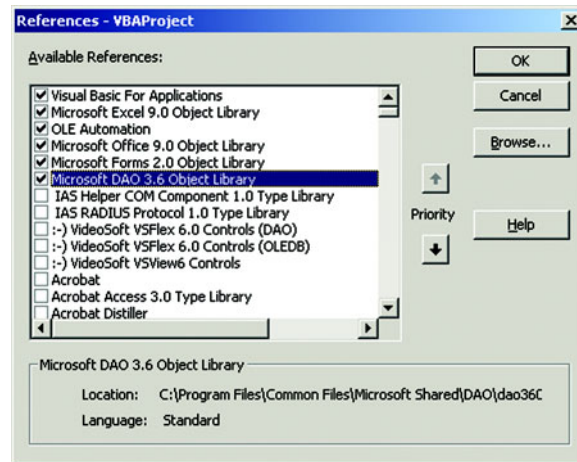 References - VBAProject
Available References:
Visual Basic For Applications
Microsoft Excel 9.0 Object Library
OLE Automation
Microsoft Office 9.0 Object Library
Microsoft Forms 2.0 Object Library
Microsoft DAO 3.6 Object Library
IAS Helper COM Component 1.0 Type Library
IAS RADIUS Protocol 1.0 Type Library
:-) VideoSoft VSFlex 6.0 Controls (DAO)
:-) VideoSoft VSFlex 6.0 Controls (OLEDB)
:-) VideoSoft VSView6 Controls
Acrobat
Acrobat Access 3.0 Type Library
Acrobat Distiller
OK
Cancel
Browse...
Priority
Help
Microsoft DAO 3.6 Object Library
Location: C:\Program Files\Common Files\Microsoft Shared\DAO\dao360
Language: Standard